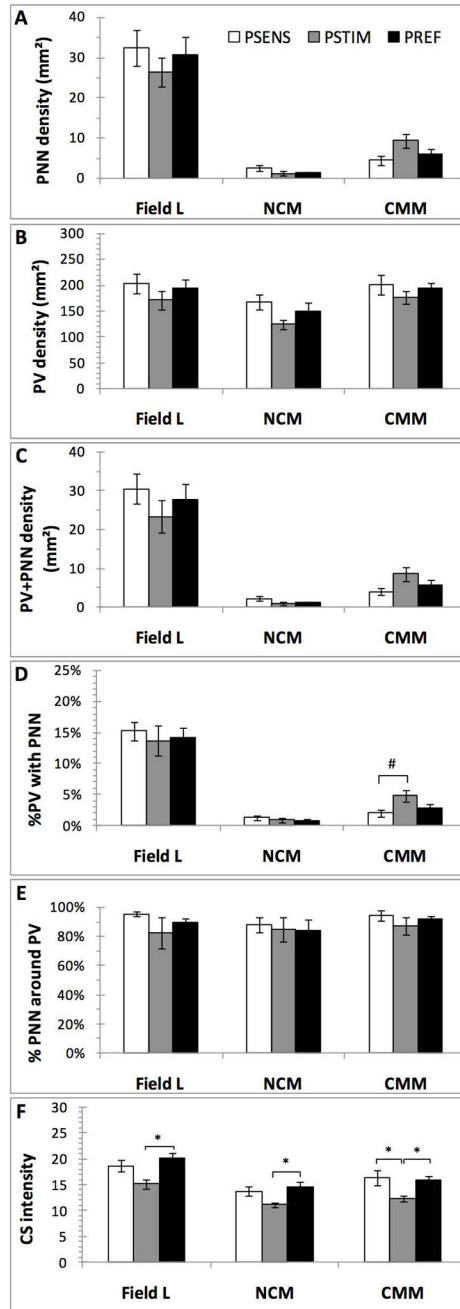 A
PNN density (mm²)
40
30
20
10
0
PSENS PSTIM PREF
Field L NCM CMM
B
PV density (mm²)
300
250
200
150
100
50
0
Field L NCM CMM
C
PV+PNN density
(mm²)
40
30
20
10
0
Field L NCM CMM
D
%PV with PNN
25%
20%
15%
10%
5%
0%
#
Field L NCM CMM
E
% PNN around PV
100%
80%
60%
40%
20%
0%
Field L NCM CMM
F
CS intensity
30
25
20
15
10
5
0
* * * *
Field L NCM CMM